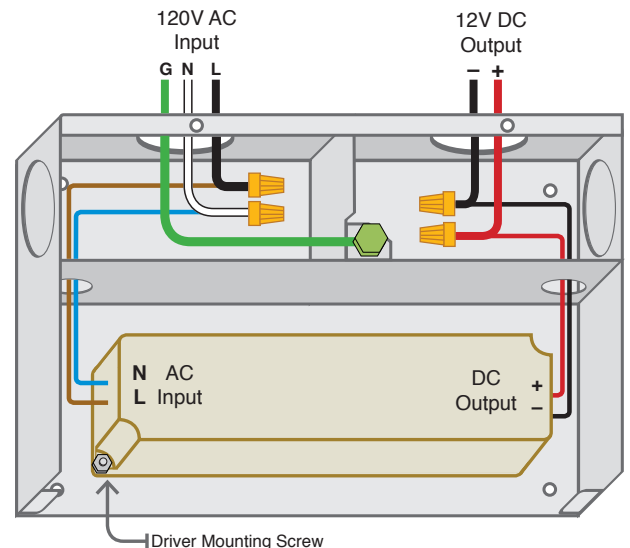 120V AC
Input
G N L
12V DC
Output
– +
N AC
L Input
DC +
Output –
Driver Mounting Screw